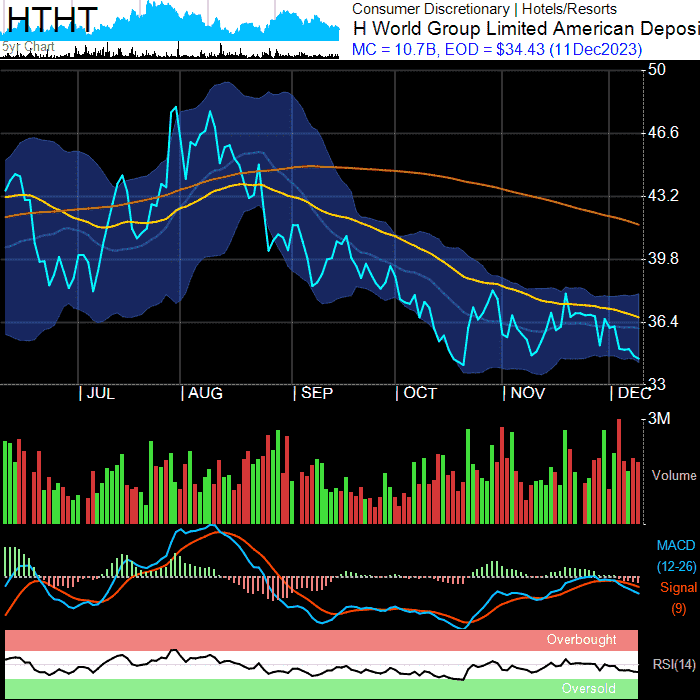 HTHT
5yr Chart
Consumer Discretionary | Hotels/Resorts
H World Group Limited American Deposi
MC = 10.7B, EOD = $34.43 (11Dec2023)
50
46.6
43.2
39.8
36.4
33
| JUL | AUG | SEP | OCT | NOV | DEC
3M
Volume
MACD
(12-26)
Signal
(9)
Overbought
RSI(14)
Oversold